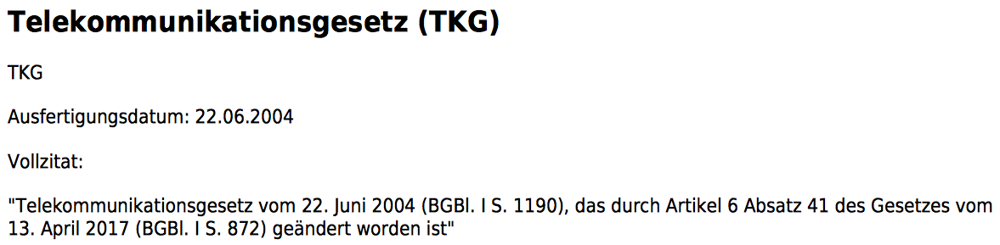 Telekommunikationsgesetz (TKG)
TKG
Ausfertigungsdatum: 22.06.2004
Vollzitat:
"Telekommunikationsgesetz vom 22. Juni 2004 (BGBl. I S. 1190), das durch Artikel 6 Absatz 41 des Gesetzes vom
13. April 2017 (BGBl. I S. 872) geändert worden ist"